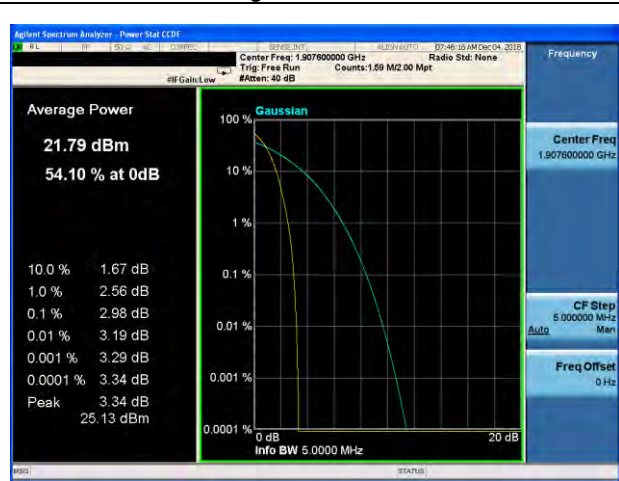 Agilent Spectrum Analyzer - Power Stat CCDF
RL RF 50 Ω AC CORREC SENSE:INT ALIGN AUTO 07:46:16 AM Dec 04, 2018
Center Freq: 1.907600000 GHz Radio Std: None
Trig: Free Run Counts:1.59 M/2.00 Mpt
#IFGain:Low #Atten: 40 dB
Frequency
Average Power
21.79 dBm
54.10 % at 0dB
10.0 % 1.67 dB
1.0 % 2.56 dB
0.1 % 2.98 dB
0.01 % 3.19 dB
0.001 % 3.29 dB
0.0001 % 3.34 dB
Peak 3.34 dB
25.13 dBm
Gaussian
100 %
10 %
1 %
0.1 %
0.01 %
0.001 %
0.0001 %
0 dB 20 dB
Info BW 5.0000 MHz
Center Freq
1.907600000 GHz
CF Step
5.000000 MHz
Auto Man
Freq Offset
0 Hz
MSG STATUS